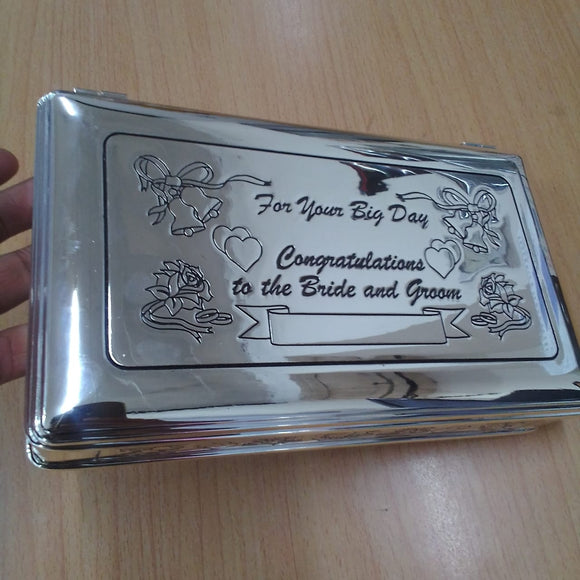 For Your Big Day
Congratulations
to the Bride and Groom